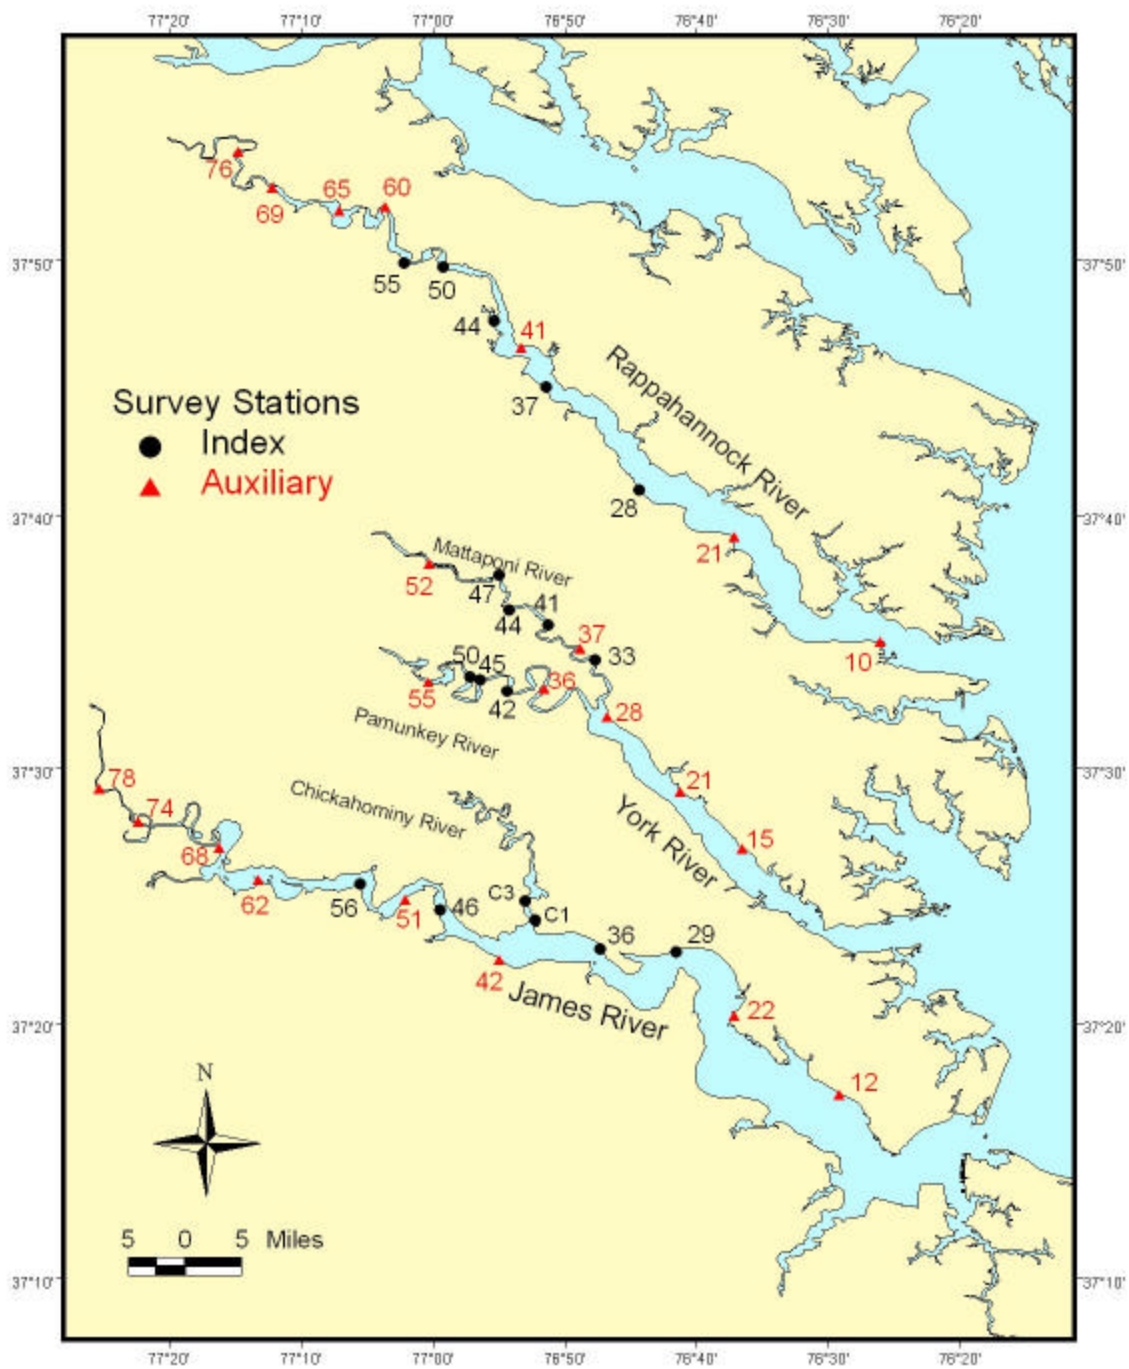 77°20' 77°10' 77°00' 76°50' 76°40' 76°30' 76°20'
76
69
65
60
37°50' 37°50'
55
50
44
41
37
Rappahannock River
Survey Stations
Index
Auxiliary
28
21
37°40' 37°40'
10
Mattaponi River
52
47
44
41
37
33
50
45
55
42
36
28
Pamunkey River
37°30' 37°30'
21
15
York River
78
74
68
62
Chickahominy River
56
51
46
C3
C1
36
29
42
James River
22
37°20' 37°20'
12
N
5 0 5 Miles
37°10' 37°10'
77°20' 77°10' 77°00' 76°50' 76°40' 76°30' 76°20'